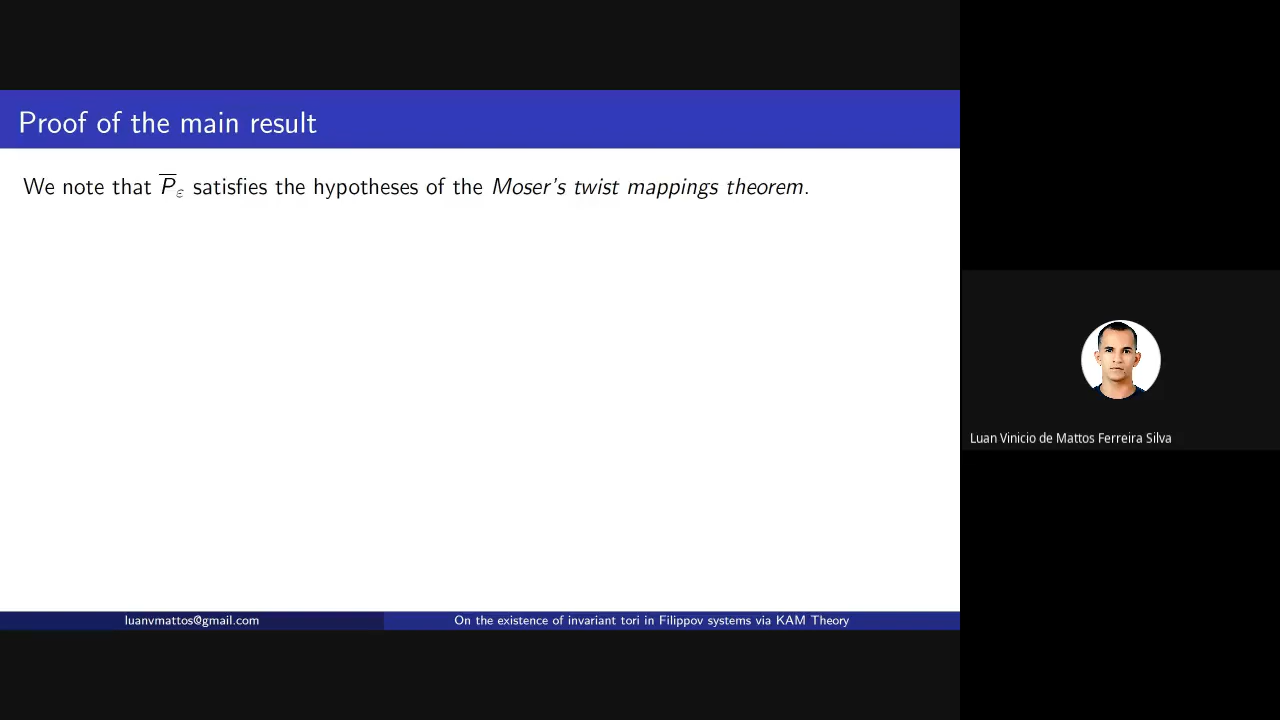 Proof of the main result
We note that P̅ε satisfies the hypotheses of the Moser's twist mappings theorem.
Luan Vinicio de Mattos Ferreira Silva
luanvmattos@gmail.com
On the existence of invariant tori in Filippov systems via KAM Theory